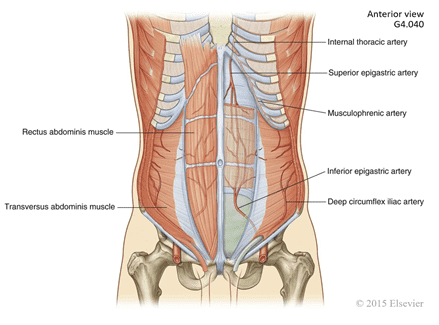 Anterior view
G4.040
Internal thoracic artery
Superior epigastric artery
Musculophrenic artery
Rectus abdominis muscle
Inferior epigastric artery
Transversus abdominis muscle
Deep circumflex iliac artery
© 2015 Elsevier